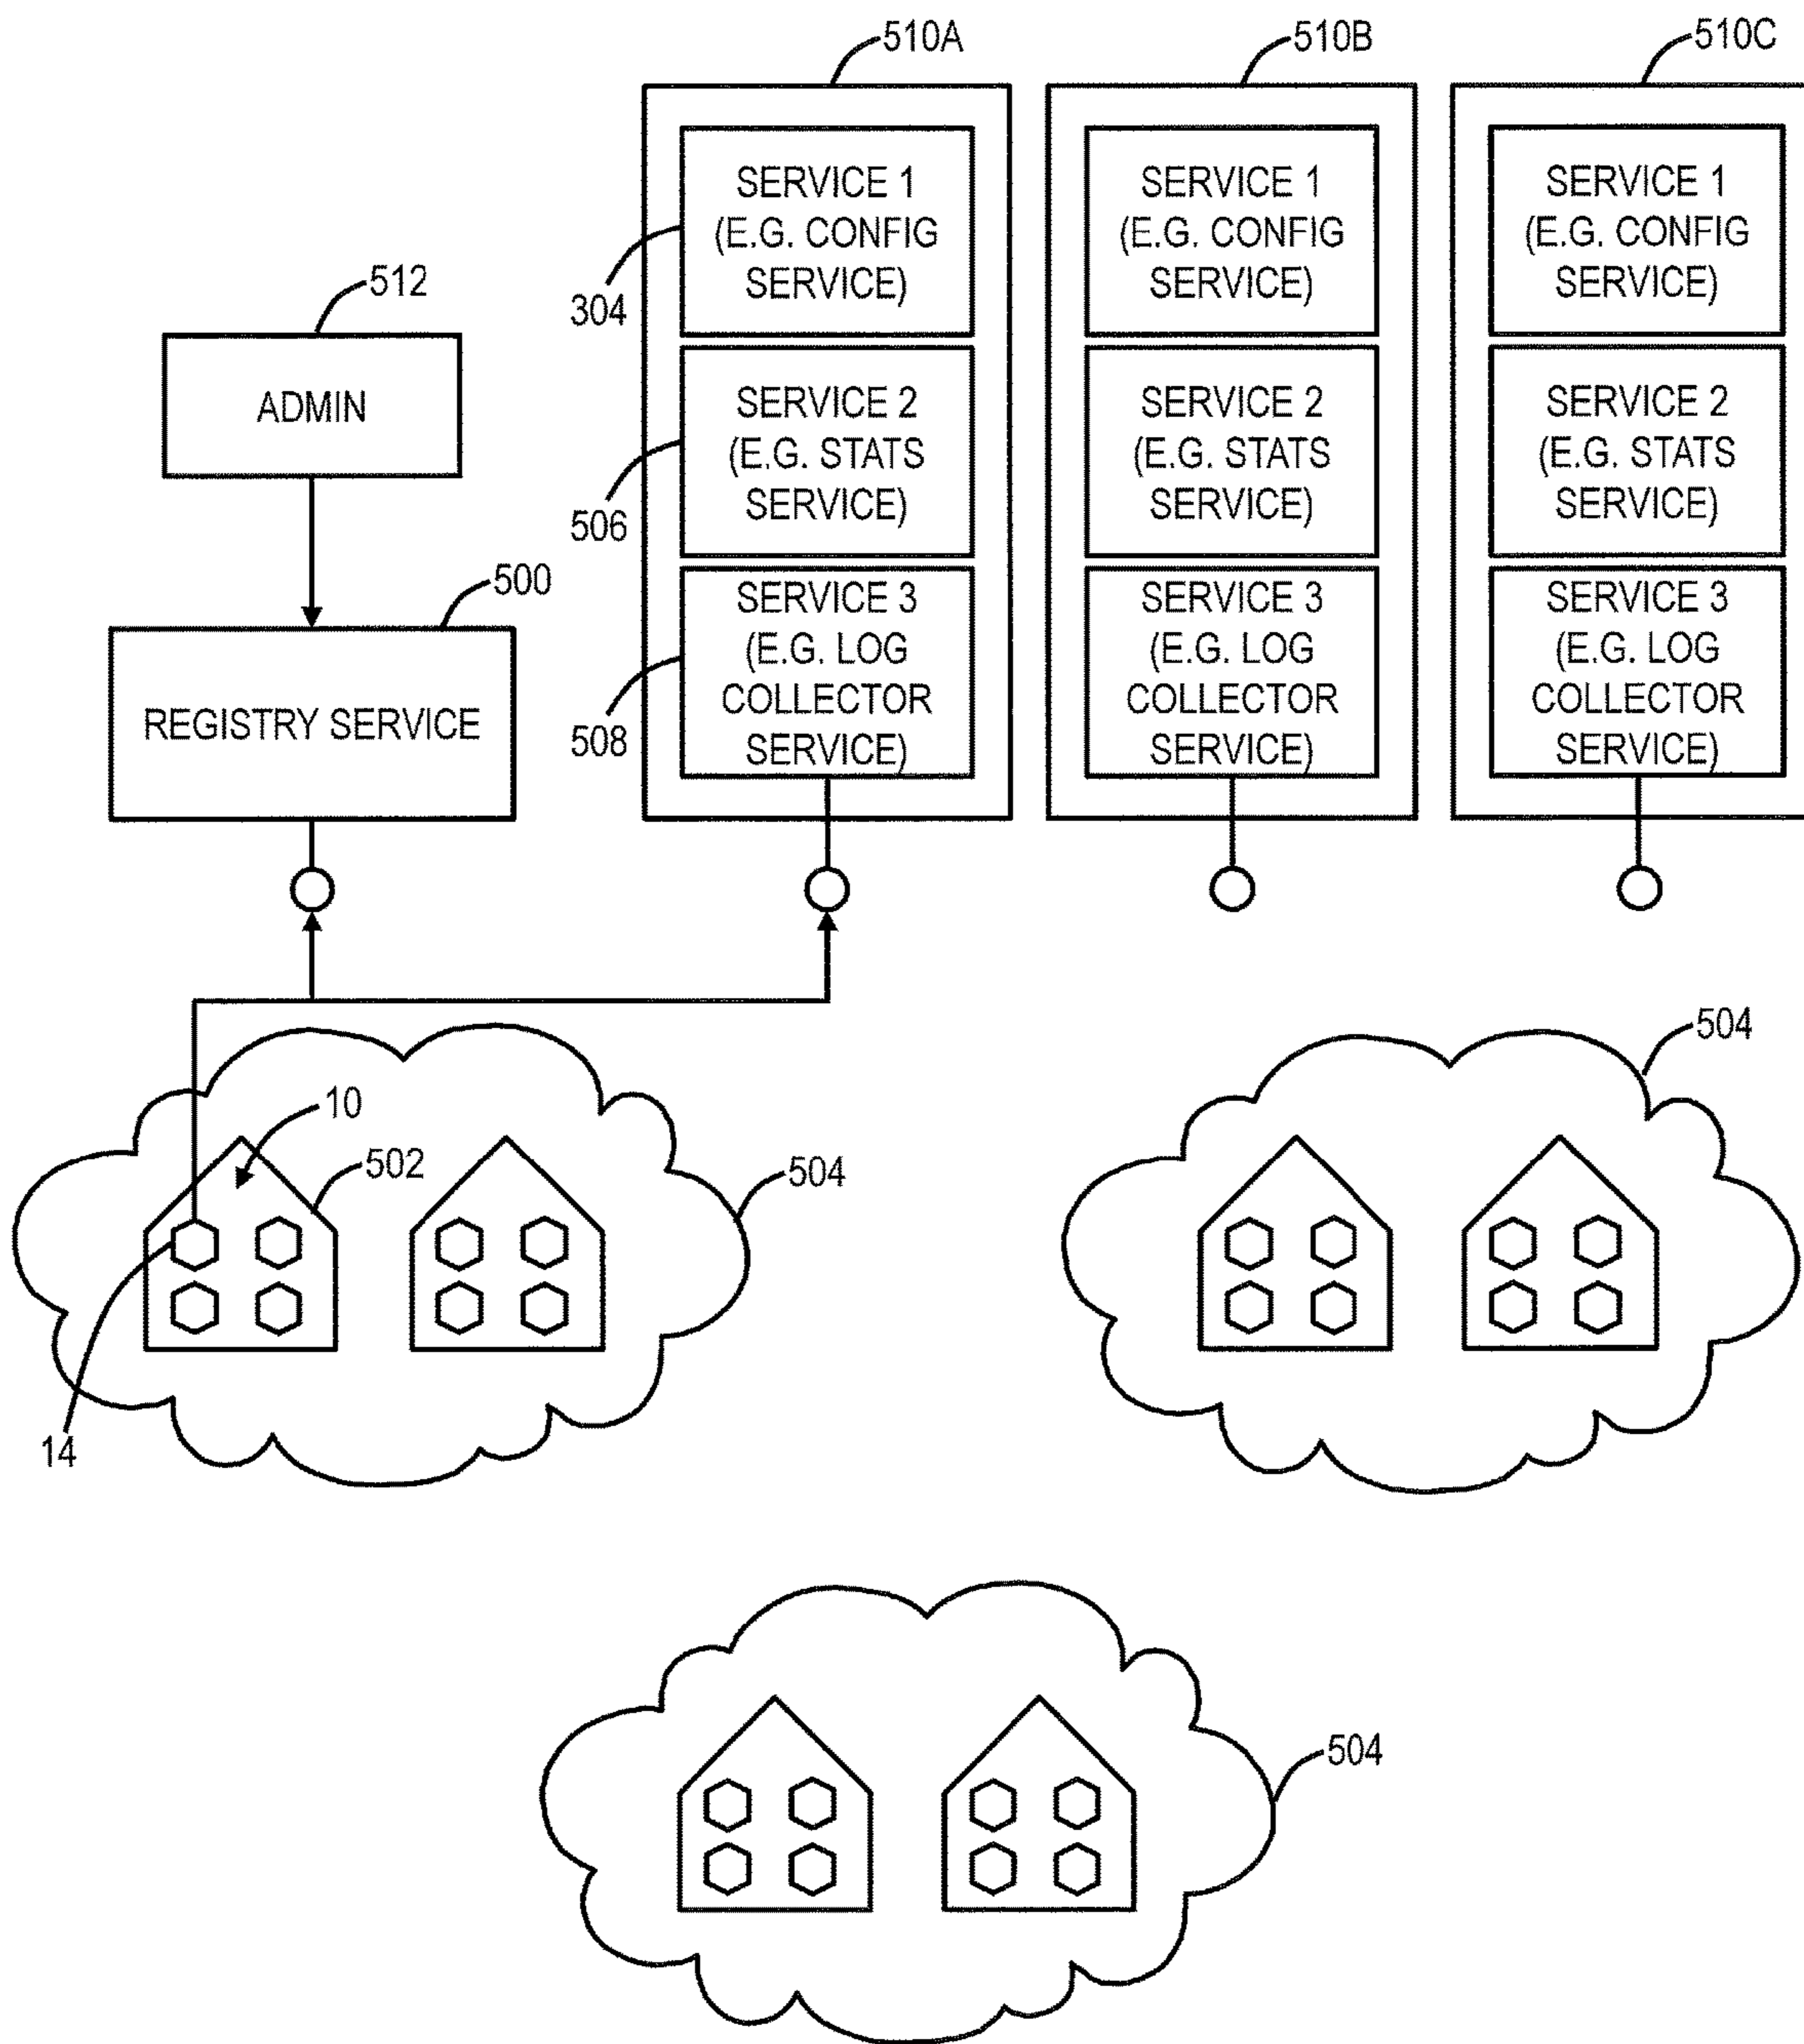 510A
510B
510C
SERVICE 1
(E.G. CONFIG
SERVICE)
304
SERVICE 2
(E.G. STATS
SERVICE)
506
SERVICE 3
(E.G. LOG
COLLECTOR
SERVICE)
508
SERVICE 1
(E.G. CONFIG
SERVICE)
SERVICE 2
(E.G. STATS
SERVICE)
SERVICE 3
(E.G. LOG
COLLECTOR
SERVICE)
SERVICE 1
(E.G. CONFIG
SERVICE)
SERVICE 2
(E.G. STATS
SERVICE)
SERVICE 3
(E.G. LOG
COLLECTOR
SERVICE)
512
ADMIN
500
REGISTRY SERVICE
10
502
504
14
504
504